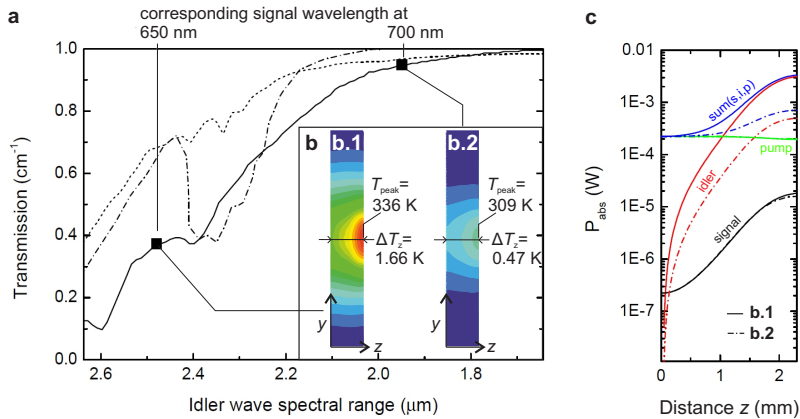 a
corresponding signal wavelength at
650 nm
700 nm
Transmission (cm⁻¹)
1.0
0.8
0.6
0.4
0.2
0.0
2.6
2.4
2.2
2.0
1.8
Idler wave spectral range (μm)
b
b.1
b.2
T_peak=
336 K
ΔT_z=
1.66 K
T_peak=
309 K
ΔT_z=
0.47 K
y
z
y
z
c
P_abs (W)
0.01
1E-3
1E-4
1E-5
1E-6
1E-7
sum(s,i,p)
pump
idler
signal
b.1
b.2
0
1
2
Distance z (mm)